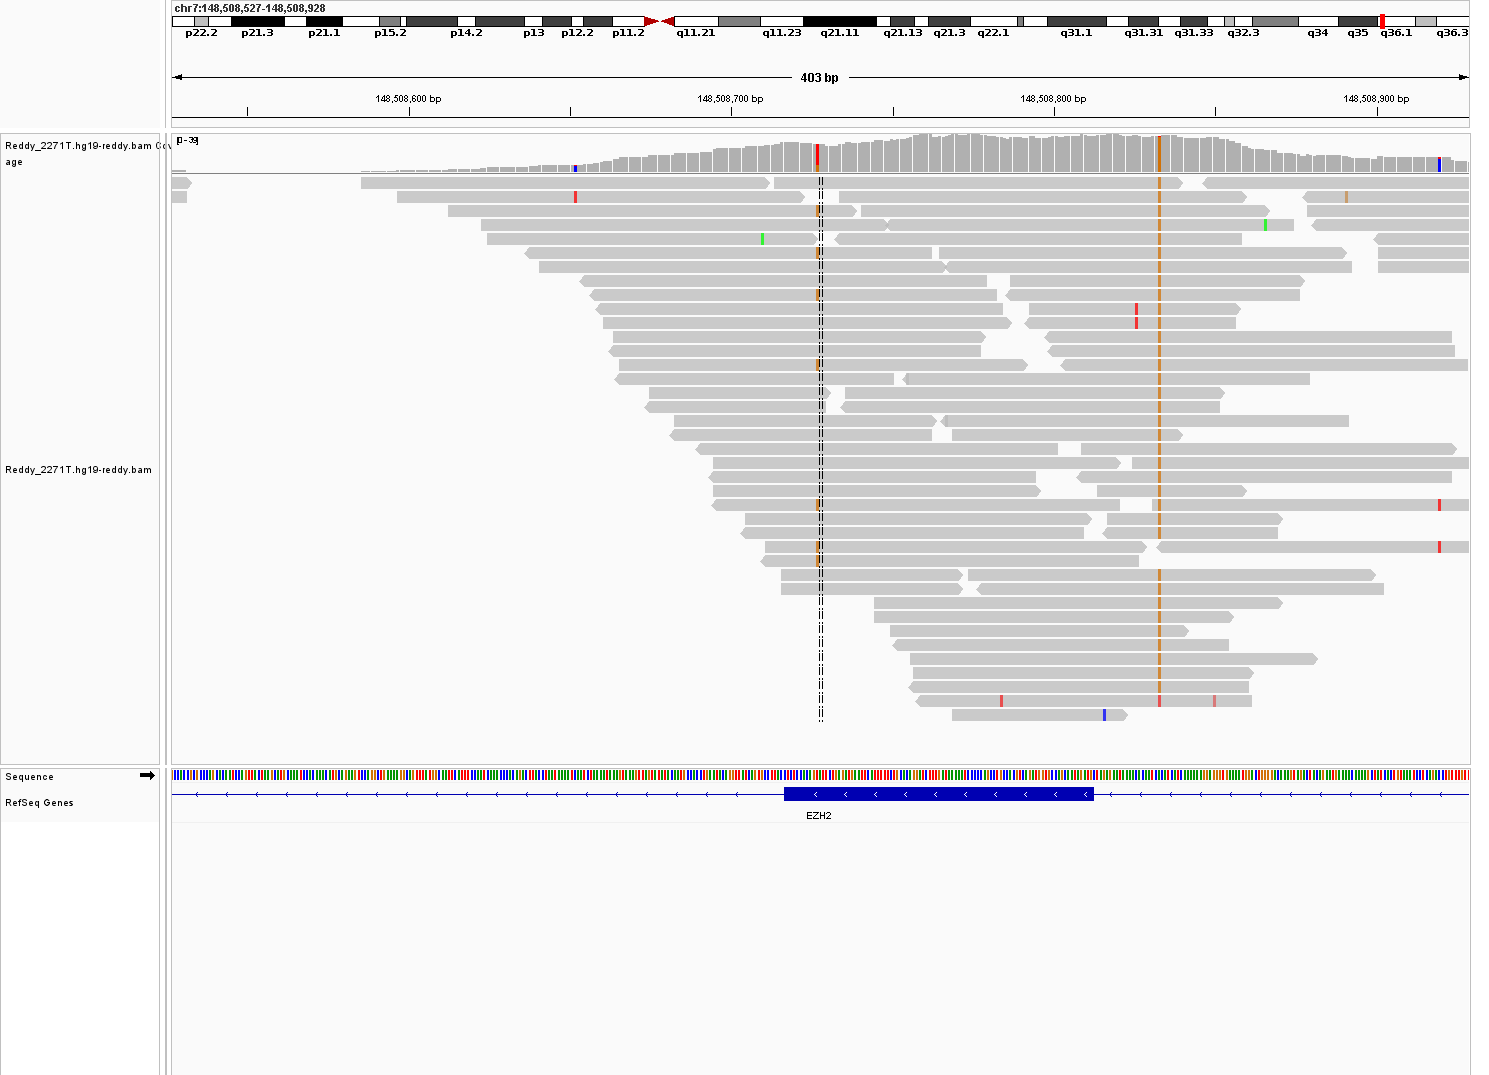 chr7:148,508,527-148,508,928
p22.2 p21.3 p21.1 p15.2 p14.2 p13 p12.2 p11.2 q11.21 q11.23 q21.11 q21.13 q21.3 q22.1 q31.1 q31.31 q31.33 q32.3 q34 q35 q36.1 q36.3
403 bp
148,508,600 bp 148,508,700 bp 148,508,800 bp 148,508,900 bp
Reddy_2271T.hg19-reddy.bam Cov
age
[0-39]
Reddy_2271T.hg19-reddy.bam
Sequence
RefSeq Genes
EZH2